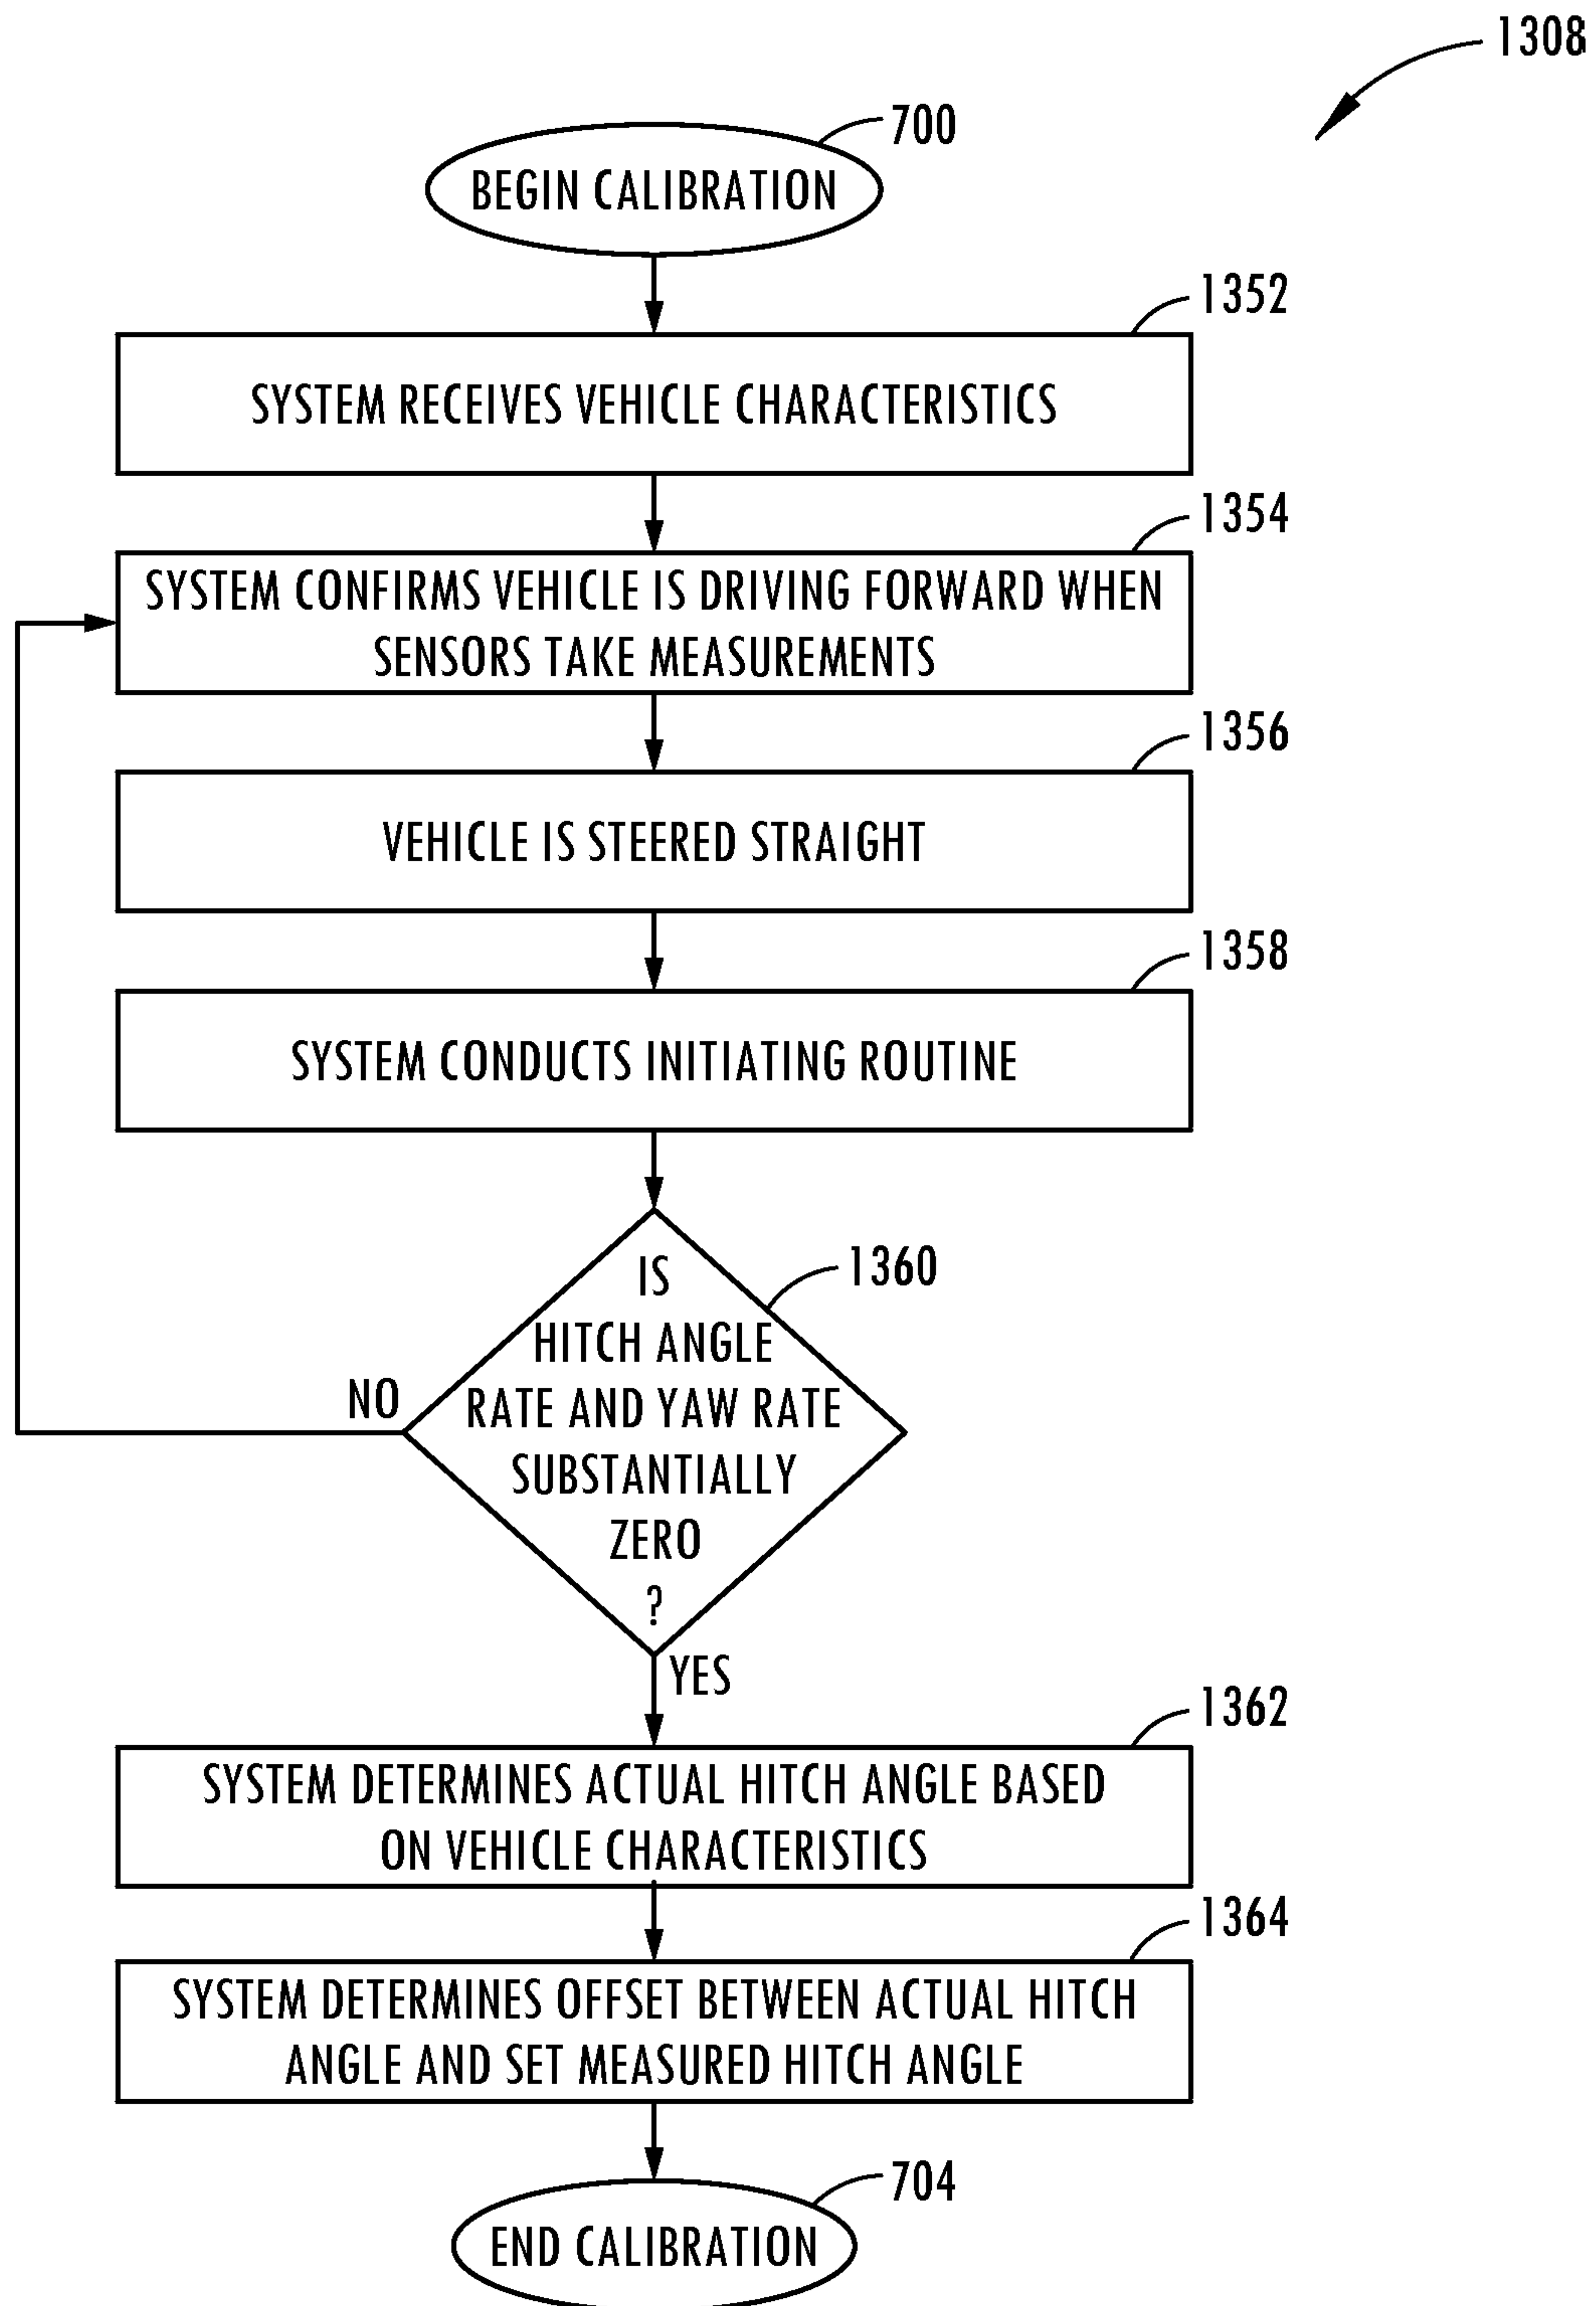 1308
700
BEGIN CALIBRATION
1352
SYSTEM RECEIVES VEHICLE CHARACTERISTICS
1354
SYSTEM CONFIRMS VEHICLE IS DRIVING FORWARD WHEN
SENSORS TAKE MEASUREMENTS
1356
VEHICLE IS STEERED STRAIGHT
1358
SYSTEM CONDUCTS INITIATING ROUTINE
1360
IS
HITCH ANGLE
RATE AND YAW RATE
SUBSTANTIALLY
ZERO
?
NO
YES
1362
SYSTEM DETERMINES ACTUAL HITCH ANGLE BASED
ON VEHICLE CHARACTERISTICS
1364
SYSTEM DETERMINES OFFSET BETWEEN ACTUAL HITCH
ANGLE AND SET MEASURED HITCH ANGLE
704
END CALIBRATION